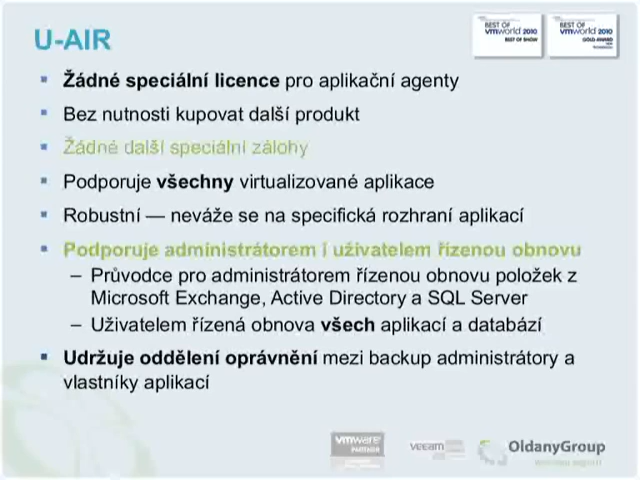 U-AIR
BEST OF
vmworld 2010
BEST OF SHOW
BEST OF
vmworld 2010
GOLD AWARD
Žádné speciální licence pro aplikační agenty
Bez nutnosti kupovat další produkt
Žádné další speciální zálohy
Podporuje všechny virtualizované aplikace
Robustní — neváže se na specifická rozhraní aplikací
Podporuje administrátorem i uživatelem řízenou obnovu
– Průvodce pro administrátorem řízenou obnovu položek z
Microsoft Exchange, Active Directory a SQL Server
– Uživatelem řízená obnova všech aplikací a databází
Udržuje oddělení oprávnění mezi backup administrátory a
vlastníky aplikací
vmware
PARTNER
veeam
OldanyGroup